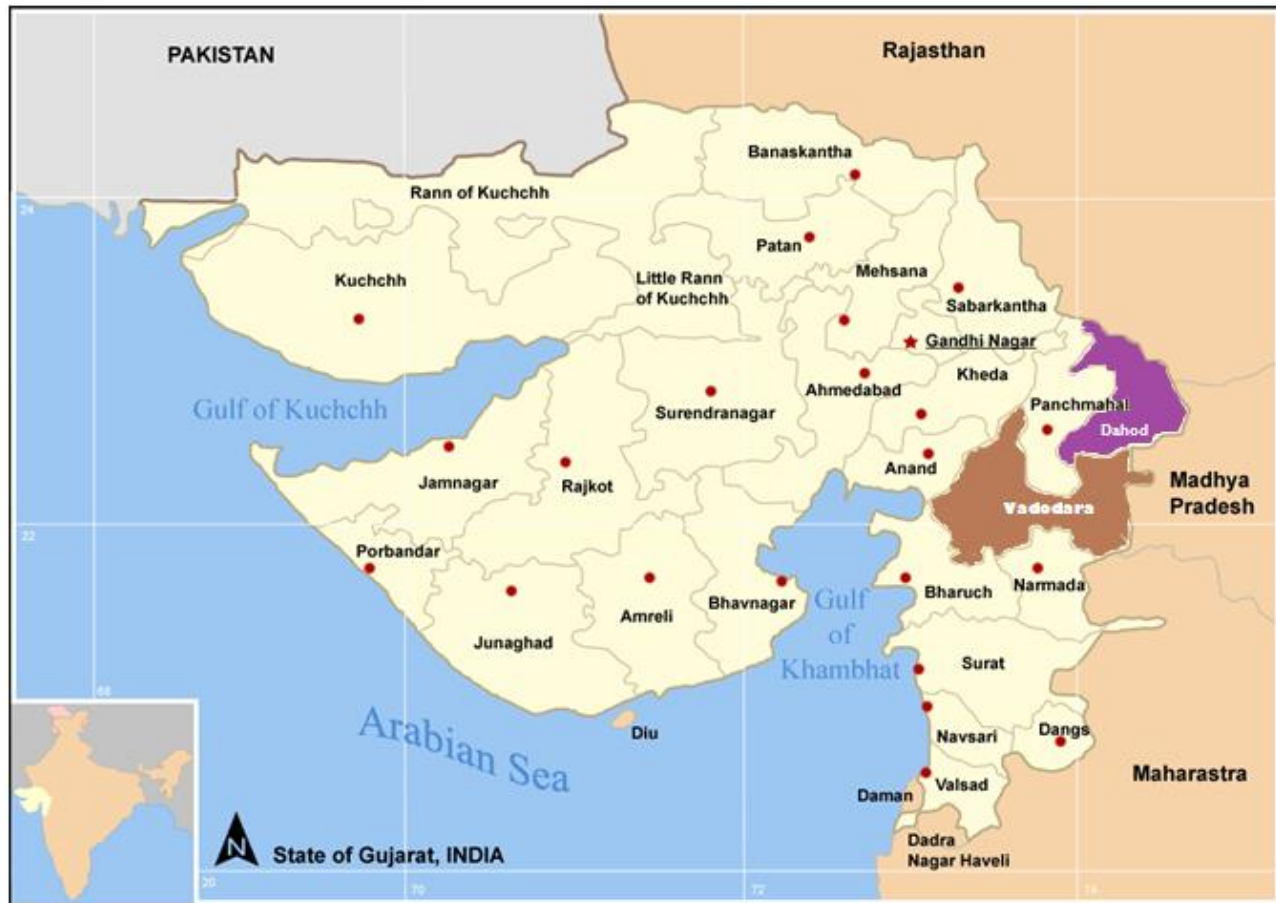 PAKISTAN
Rajasthan
Banaskantha
Rann of Kuchchh
24
Patan
Mehsana
Kuchchh
Little Rann
of Kuchchh
Sabarkantha
Gandhi Nagar
Kheda
Ahmedabad
Gulf of Kuchchh
Surendranagar
Panchmahal
Dahod
Anand
Jamnagar
Rajkot
Madhya
Pradesh
Vadodara
22
Porbandar
Bharuch
Narmada
Amreli
Bhavnagar
Gulf
of
Khambhat
Junaghad
Surat
68
Arabian Sea
Diu
Navsari
Dangs
Maharastra
Daman
Valsad
Dadra
Nagar Haveli
N
State of Gujarat, INDIA
20
70
72
74